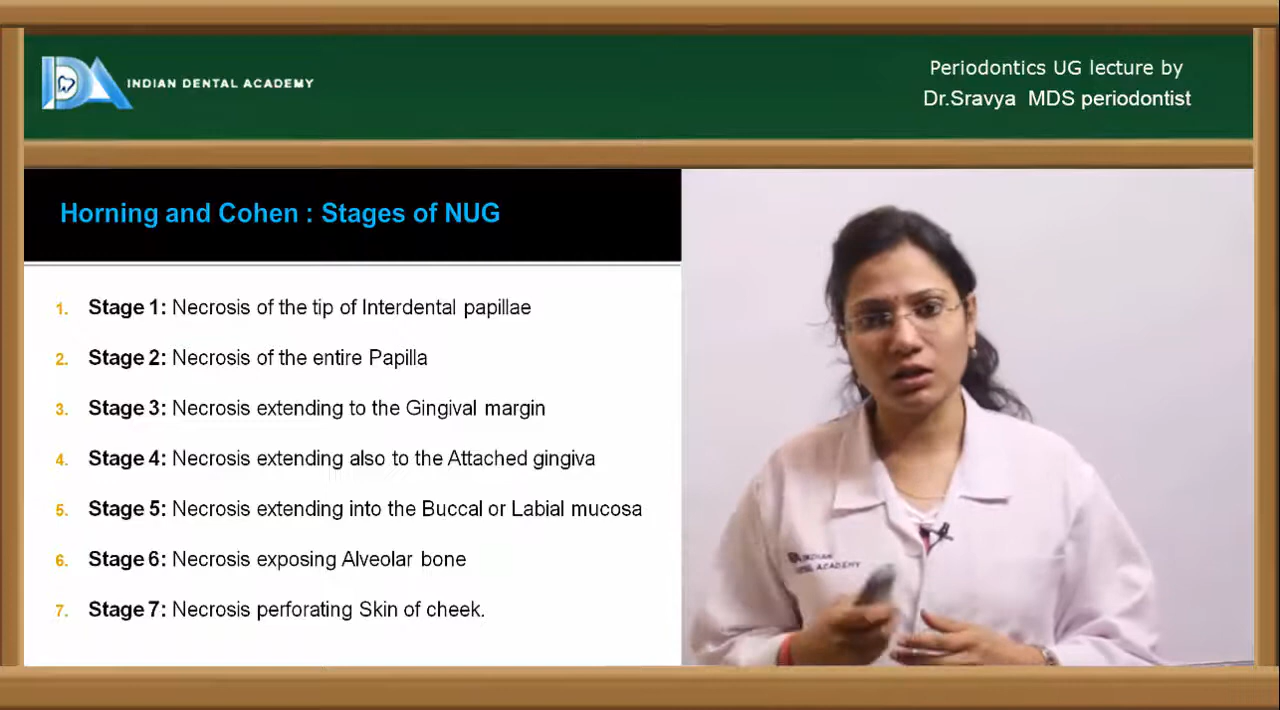 INDIAN DENTAL ACADEMY
Periodontics UG lecture by
Dr.Sravya MDS periodontist
Horning and Cohen : Stages of NUG
1. Stage 1: Necrosis of the tip of Interdental papillae
2. Stage 2: Necrosis of the entire Papilla
3. Stage 3: Necrosis extending to the Gingival margin
4. Stage 4: Necrosis extending also to the Attached gingiva
5. Stage 5: Necrosis extending into the Buccal or Labial mucosa
6. Stage 6: Necrosis exposing Alveolar bone
7. Stage 7: Necrosis perforating Skin of cheek.
INDIAN
DENTAL ACADEMY